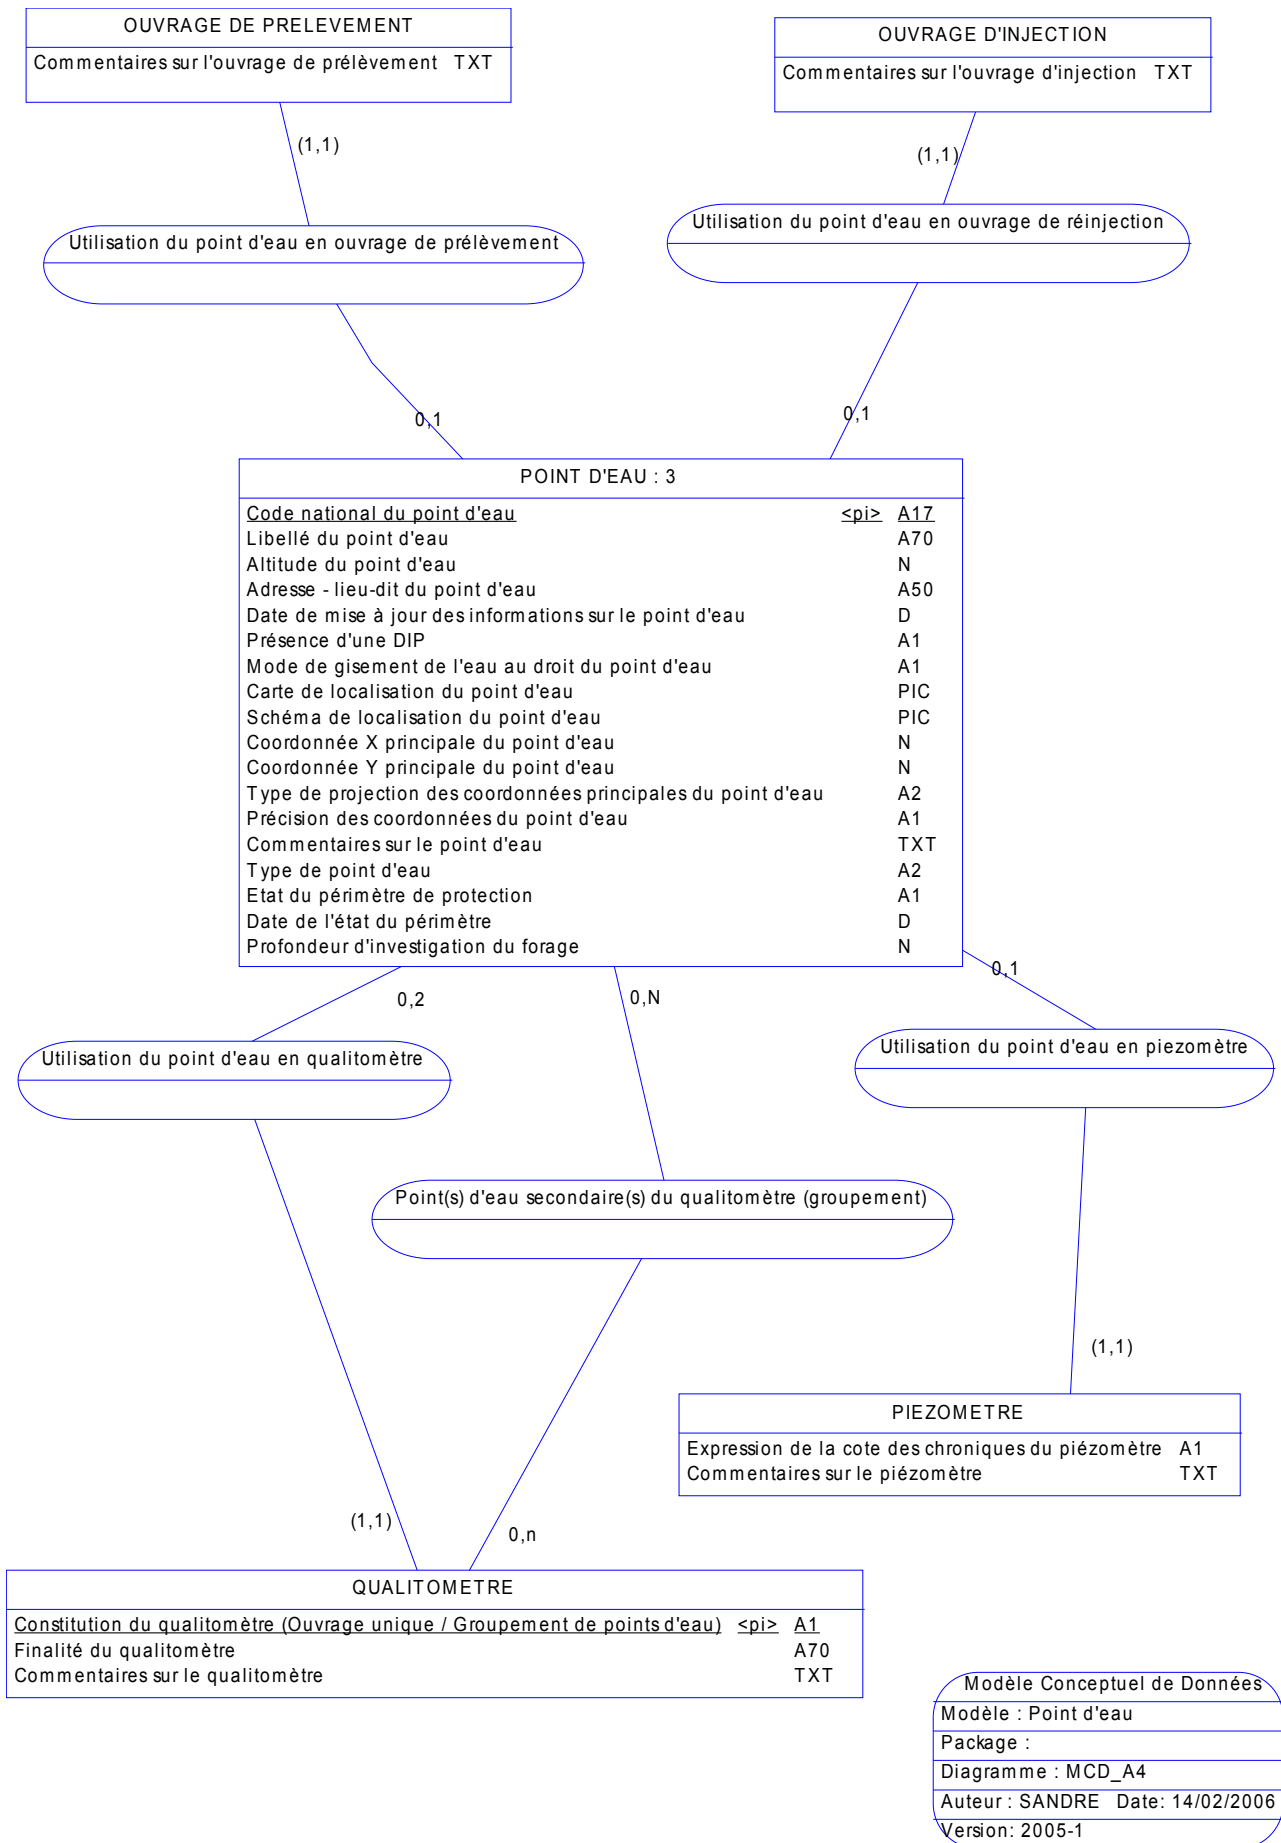 OUVRAGE DE PRELEVEMENT
Commentaires sur l'ouvrage de prélèvement TXT
OUVRAGE D'INJECTION
Commentaires sur l'ouvrage d'injection TXT
(1,1)
(1,1)
Utilisation du point d'eau en ouvrage de prélèvement
Utilisation du point d'eau en ouvrage de réinjection
0,1
0,1
POINT D'EAU : 3
Code national du point d'eau <pi> A17
Libellé du point d'eau A70
Altitude du point d'eau N
Adresse - lieu-dit du point d'eau A50
Date de mise à jour des informations sur le point d'eau D
Présence d'une DIP A1
Mode de gisement de l'eau au droit du point d'eau A1
Carte de localisation du point d'eau PIC
Schéma de localisation du point d'eau PIC
Coordonnée X principale du point d'eau N
Coordonnée Y principale du point d'eau N
Type de projection des coordonnées principales du point d'eau A2
Précision des coordonnées du point d'eau A1
Commentaires sur le point d'eau TXT
Type de point d'eau A2
Etat du périmètre de protection A1
Date de l'état du périmètre D
Profondeur d'investigation du forage N
0,2
0,N
0,1
Utilisation du point d'eau en qualitomètre
Utilisation du point d'eau en piezomètre
Point(s) d'eau secondaire(s) du qualitomètre (groupement)
(1,1)
PIEZOMETRE
Expression de la cote des chroniques du piézomètre A1
Commentaires sur le piézomètre TXT
(1,1)
0,n
QUALITOMETRE
Constitution du qualitomètre (Ouvrage unique / Groupement de points d'eau) <pi> A1
Finalité du qualitomètre A70
Commentaires sur le qualitomètre TXT
Modèle Conceptuel de Données
Modèle : Point d'eau
Package :
Diagramme : MCD_A4
Auteur : SANDRE Date: 14/02/2006
Version: 2005-1